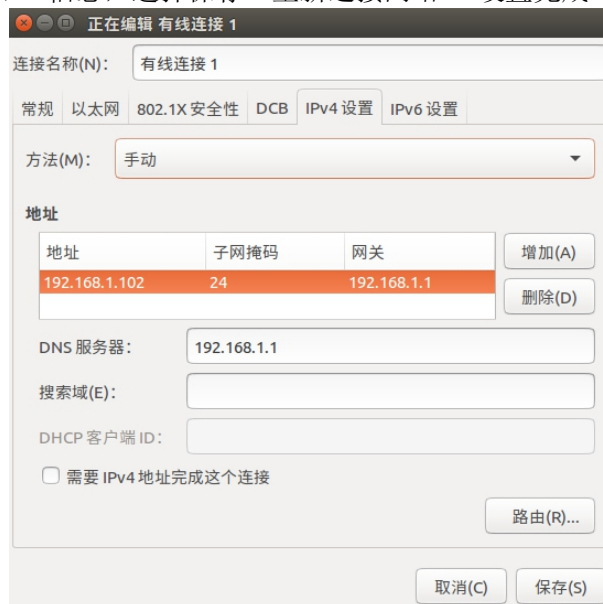 正在编辑 有线连接 1
连接名称(N): 有线连接 1
常规 以太网 802.1X 安全性 DCB IPv4 设置 IPv6 设置
方法(M): 手动
地址
地址 子网掩码 网关 增加(A)
192.168.1.102 24 192.168.1.1
删除(D)
DNS 服务器: 192.168.1.1
搜索域(E):
DHCP 客户端 ID:
需要 IPv4 地址完成这个连接
路由(R)...
取消(C) 保存(S)